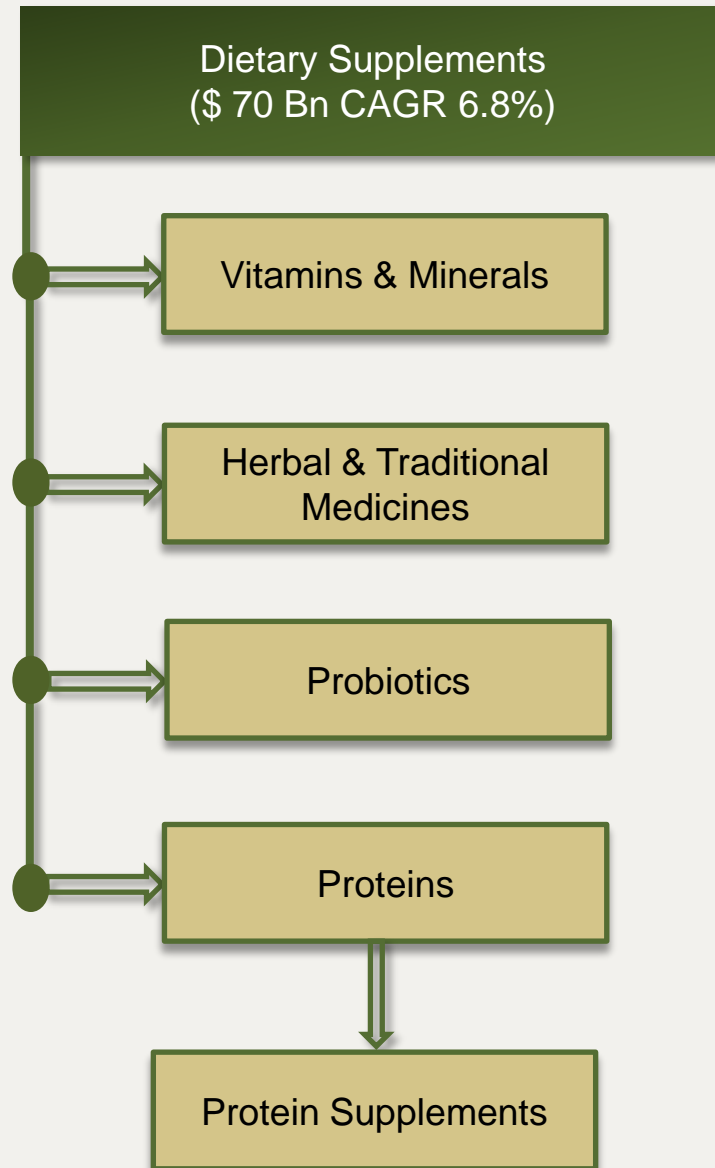 Dietary Supplements
($ 70 Bn CAGR 6.8%)
Vitamins & Minerals
Herbal & Traditional
Medicines
Probiotics
Proteins
Protein Supplements